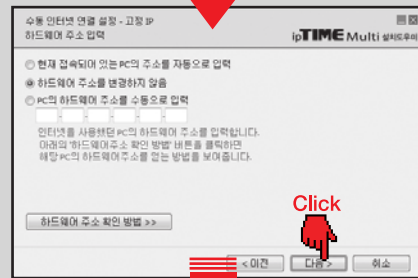 수동 인터넷 연결 설정 - 고정 IP
하드웨어 주소 입력
ipTIME Multi 설치도우미
현재 접속되어 있는 PC의 주소를 자동으로 입력
하드웨어 주소를 변경하지 않음
PC의 하드웨어 주소를 수동으로 입력
인터넷을 사용했던 PC의 하드웨어 주소를 입력합니다.
아래의 '하드웨어주소 확인 방법' 버튼을 클릭하면
해당 PC의 하드웨어주소를 얻는 방법을 보여줍니다.
Click
하드웨어 주소 확인 방법 >>
< 이전
다음 >
취소